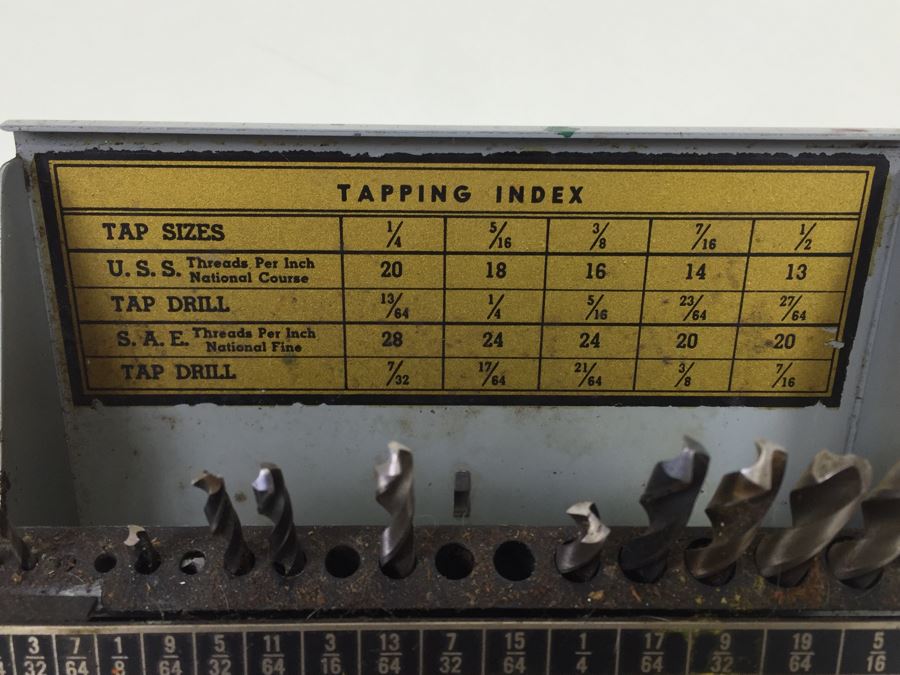 TAPPING INDEX
TAP SIZES 1/4 5/16 3/8 7/16 1/2
U. S. S. Threads Per Inch National Course 20 18 16 14 13
TAP DRILL 13/64 1/4 5/16 23/64 27/64
S. A. E. Threads Per Inch National Fine 28 24 24 20 20
TAP DRILL 7/32 17/64 21/64 3/8 7/16
3/32 7/64 1/8 9/64 5/32 11/64 3/16 13/64 7/32 15/64 1/4 17/64 9/32 19/64 5/16